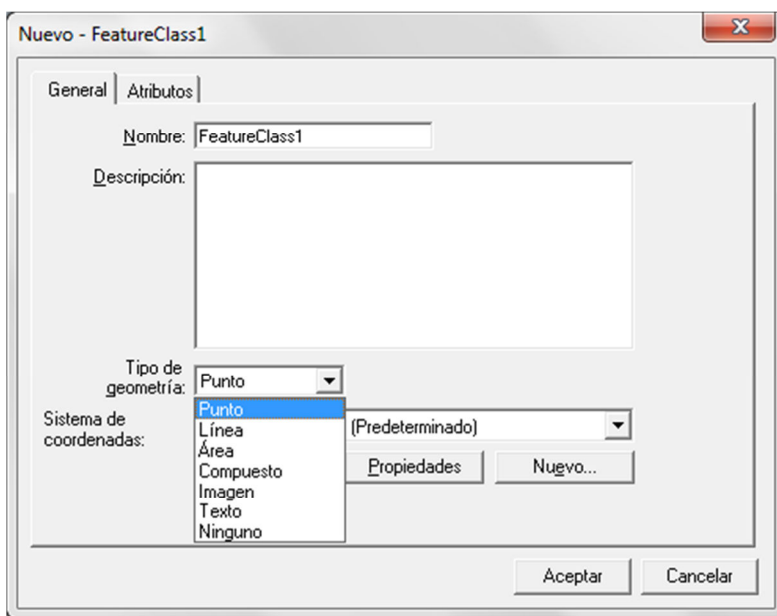 Nuevo - FeatureClass1
General Atributos
Nombre: FeatureClass1
Descripción:
Tipo de
geometría: Punto
Punto
Línea
Área
Compuesto
Imagen
Texto
Ninguno
Sistema de
coordenadas:
(Predeterminado)
Propiedades Nuevo...
Aceptar Cancelar